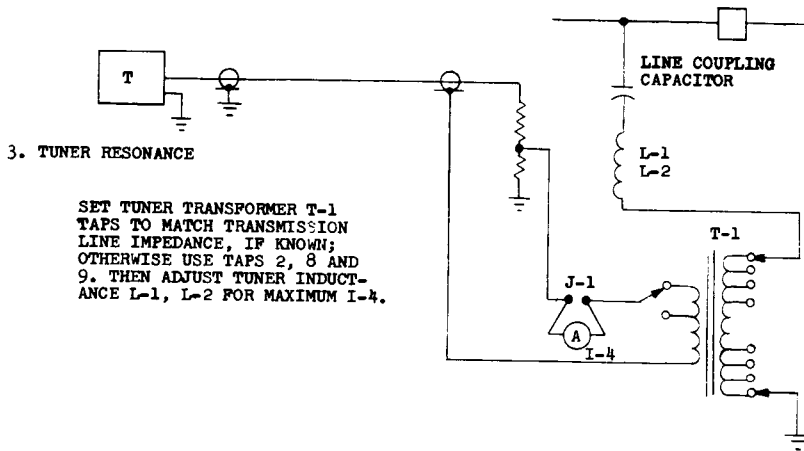 LINE COUPLING
CAPACITOR
T
3. TUNER RESONANCE
L-1
L-2
SET TUNER TRANSFORMER T-1
TAPS TO MATCH TRANSMISSION
LINE IMPEDANCE, IF KNOWN;
OTHERWISE USE TAPS 2, 8 AND
9. THEN ADJUST TUNER INDUCT-
ANCE L-1, L-2 FOR MAXIMUM I-4.
T-1
J-1
A
I-4